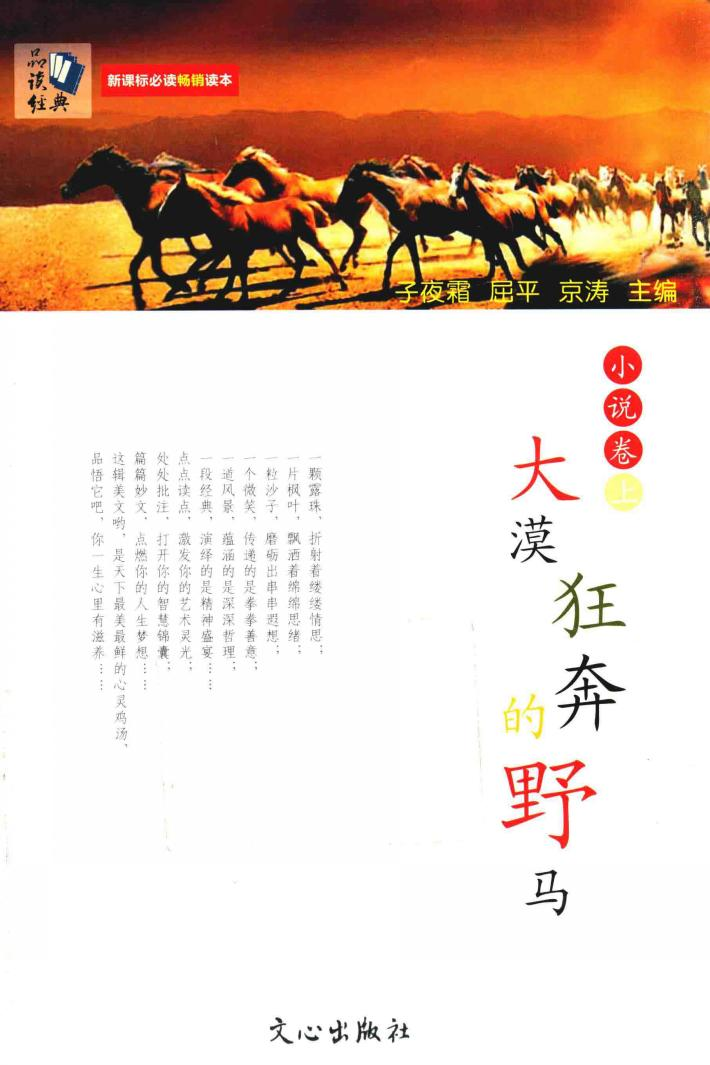 品
读
经典
新课标必读畅销读本
子夜霜 屈平 京涛 主编
小说卷上
大漠狂奔的野马
一颗露珠，折射着缕缕情思；
一片枫叶，飘洒着绵绵思绪；
一粒沙子，磨砺出串串遐想；
一个微笑，传递的是拳拳善意；
一道风景，蕴涵的是深深哲理；
一段经典，演绎的是精神盛宴……
点点读点，激发你的艺术灵光；
处处批注，打开你的智慧锦囊；
篇篇妙文，点燃你的人生梦想……
这辑美文哟，是天下最美最鲜的心灵鸡汤，
品悟它吧，你一生心里有滋养……
文心出版社